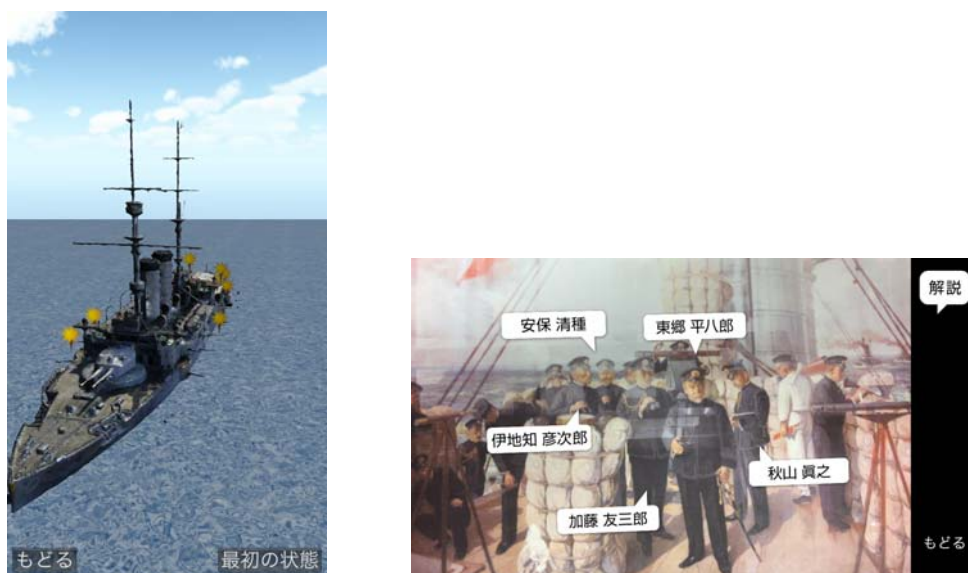 もどる
最初の状態
安保 清種
東郷 平八郎
解説
伊地知 彦次郎
秋山 眞之
加藤 友三郎
もどる